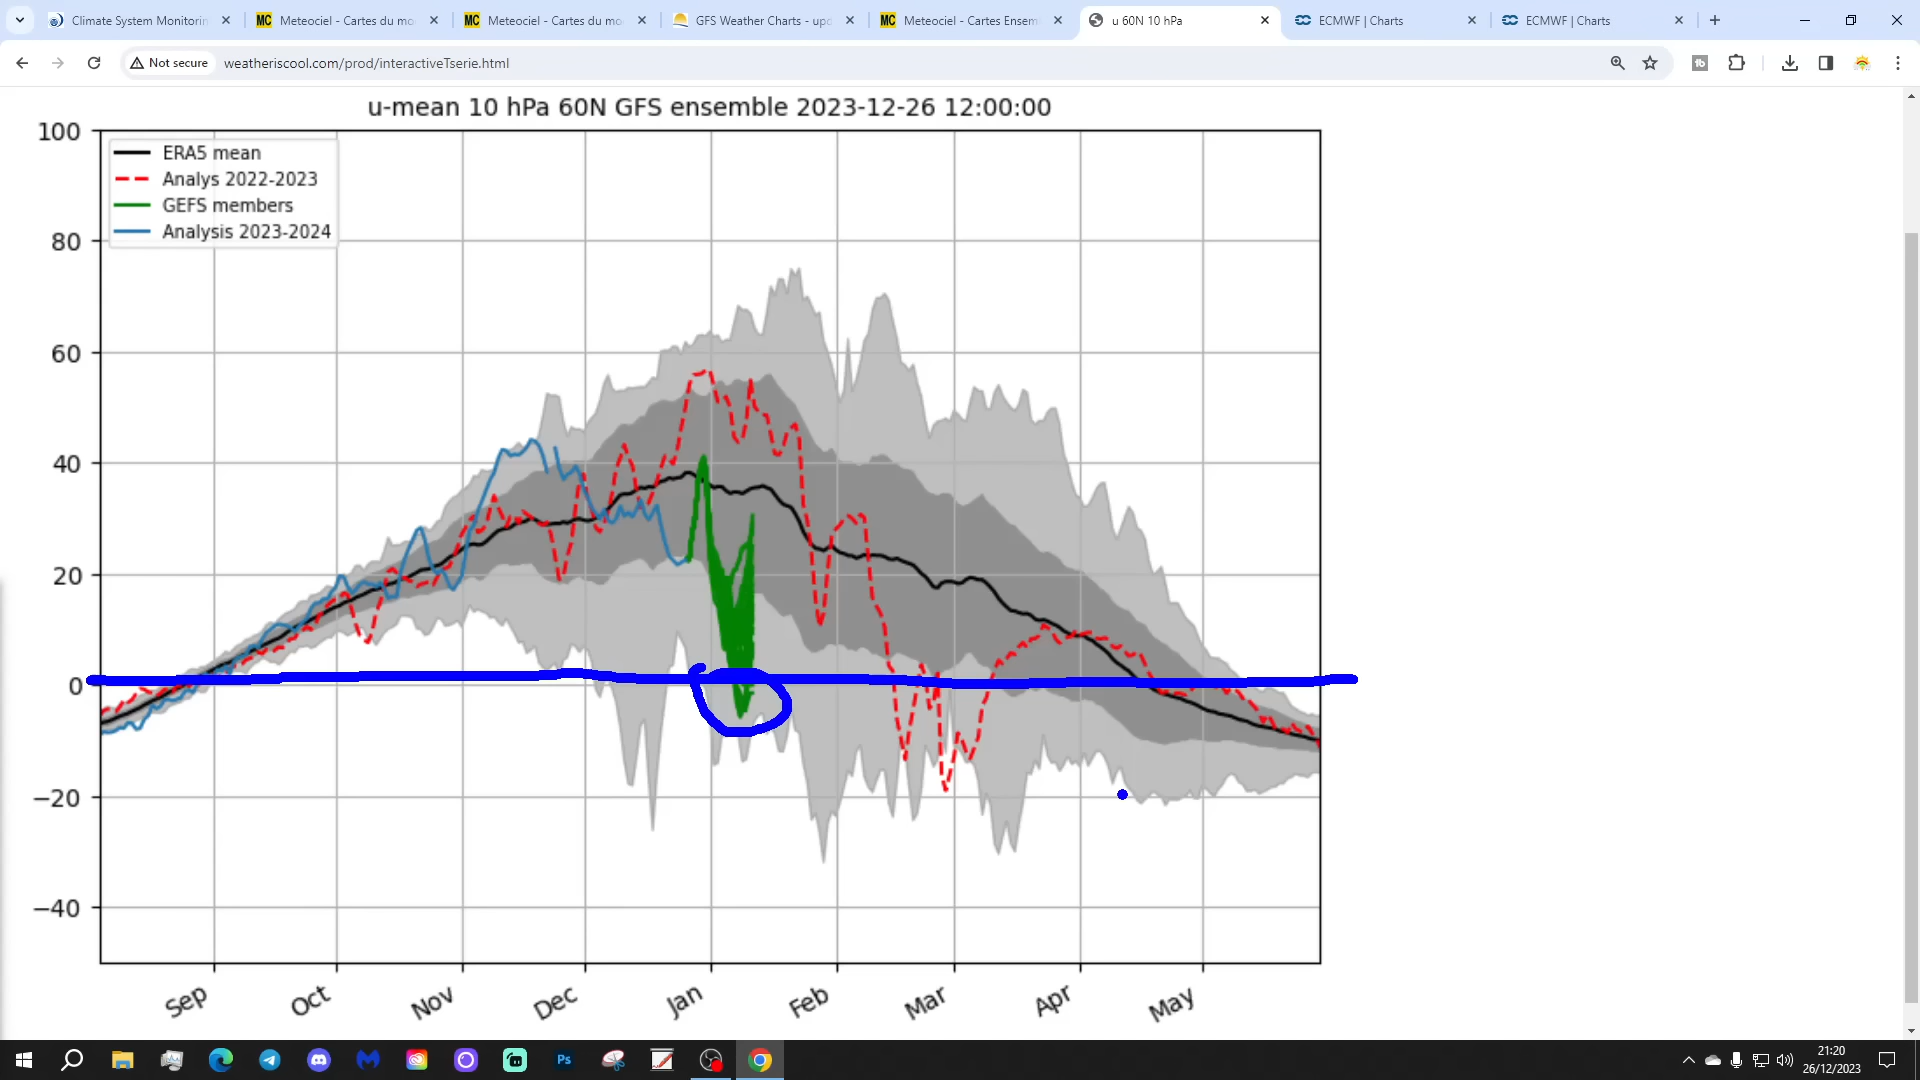 Climate System Monitorin
Meteociel - Cartes du mo
Meteociel - Cartes du mo
GFS Weather Charts - upd
Meteociel - Cartes Ensem
u 60N 10 hPa
ECMWF | Charts
ECMWF | Charts
Not secure
weatheriscool.com/prod/interactiveTserie.html
u-mean 10 hPa 60N GFS ensemble 2023-12-26 12:00:00
100
80
60
40
20
0
−20
−40
ERA5 mean
Analys 2022-2023
GEFS members
Analysis 2023-2024
Sep
Oct
Nov
Dec
Jan
Feb
Mar
Apr
May
Ps
21:20
26/12/2023